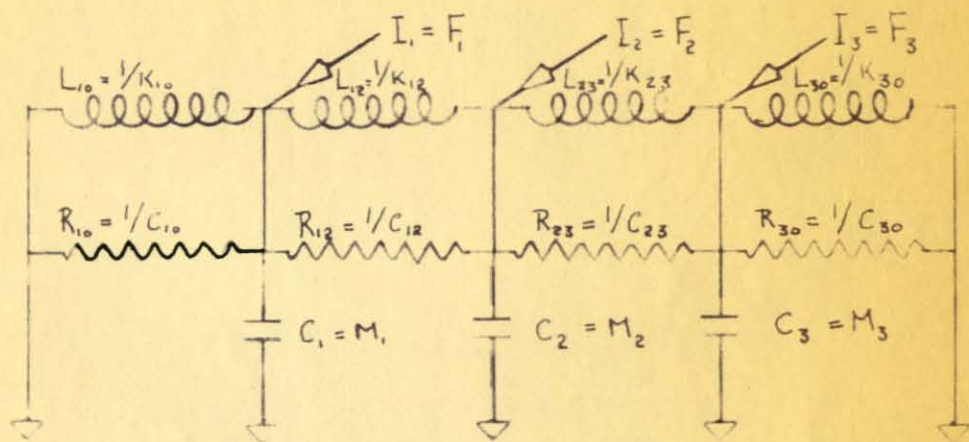 I₁ = F₁
I₂ = F₂
I₃ = F₃
L₁₀ = 1/K₁₀
L₁₂ = 1/K₁₂
L₂₃ = 1/K₂₃
L₃₀ = 1/K₃₀
R₁₀ = 1/C₁₀
R₁₂ = 1/C₁₂
R₂₃ = 1/C₂₃
R₃₀ = 1/C₃₀
C₁ = M₁
C₂ = M₂
C₃ = M₃